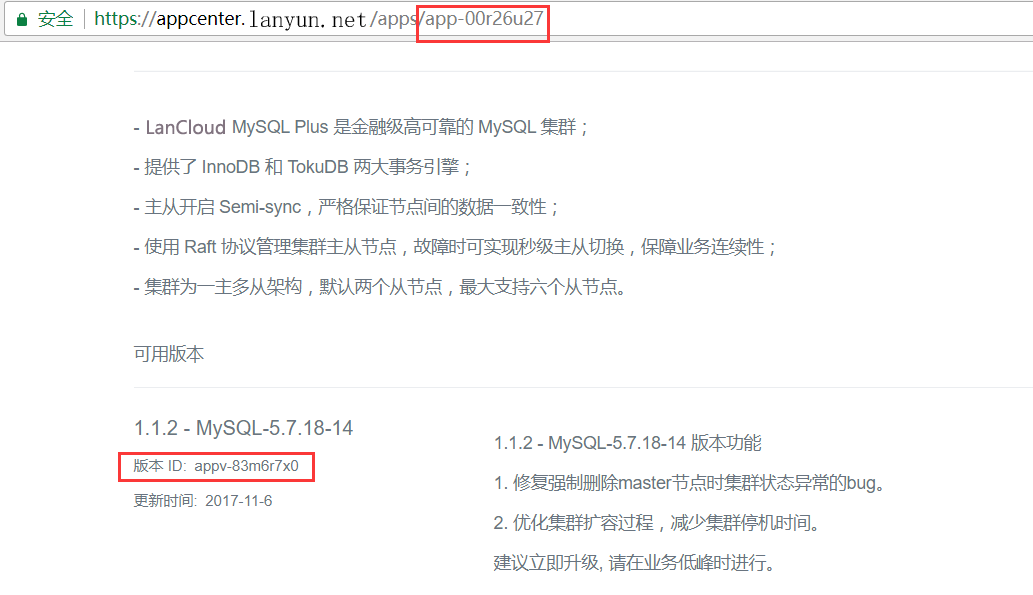 安全 https://appcenter.lanyun.net/apps/app-00r26u27
- LanCloud MySQL Plus 是金融级高可靠的 MySQL 集群；
- 提供了 InnoDB 和 TokuDB 两大事务引擎；
- 主从开启 Semi-sync，严格保证节点间的数据一致性；
- 使用 Raft 协议管理集群主从节点，故障时可实现秒级主从切换，保障业务连续性；
- 集群为一主多从架构，默认两个从节点，最大支持六个从节点。
可用版本
1.1.2 - MySQL-5.7.18-14
版本 ID: appv-83m6r7x0
更新时间: 2017-11-6
1.1.2 - MySQL-5.7.18-14 版本功能
1. 修复强制删除master节点时集群状态异常的bug。
2. 优化集群扩容过程，减少集群停机时间。
建议立即升级, 请在业务低峰时进行。